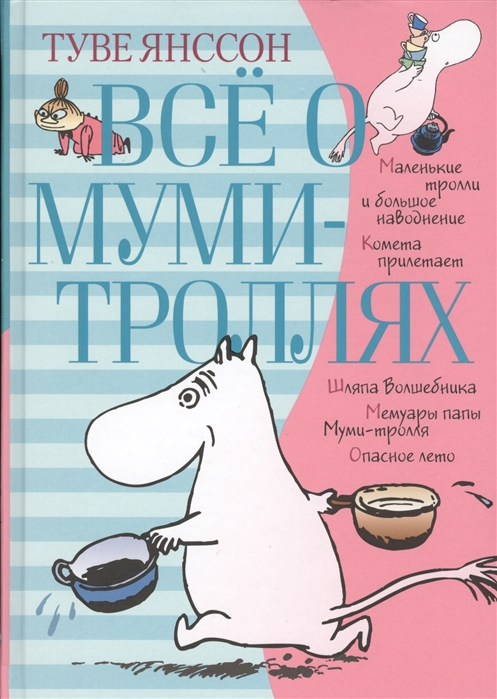 ТУВЕ ЯНССОН
ВСЁ О
МУМИ-
ТРОЛЛЯХ
Маленькие
тролли
и большое
наводнение
Комета
прилетает
Шляпа Волшебника
Мемуары папы
Муми-тролля
Опасное лето